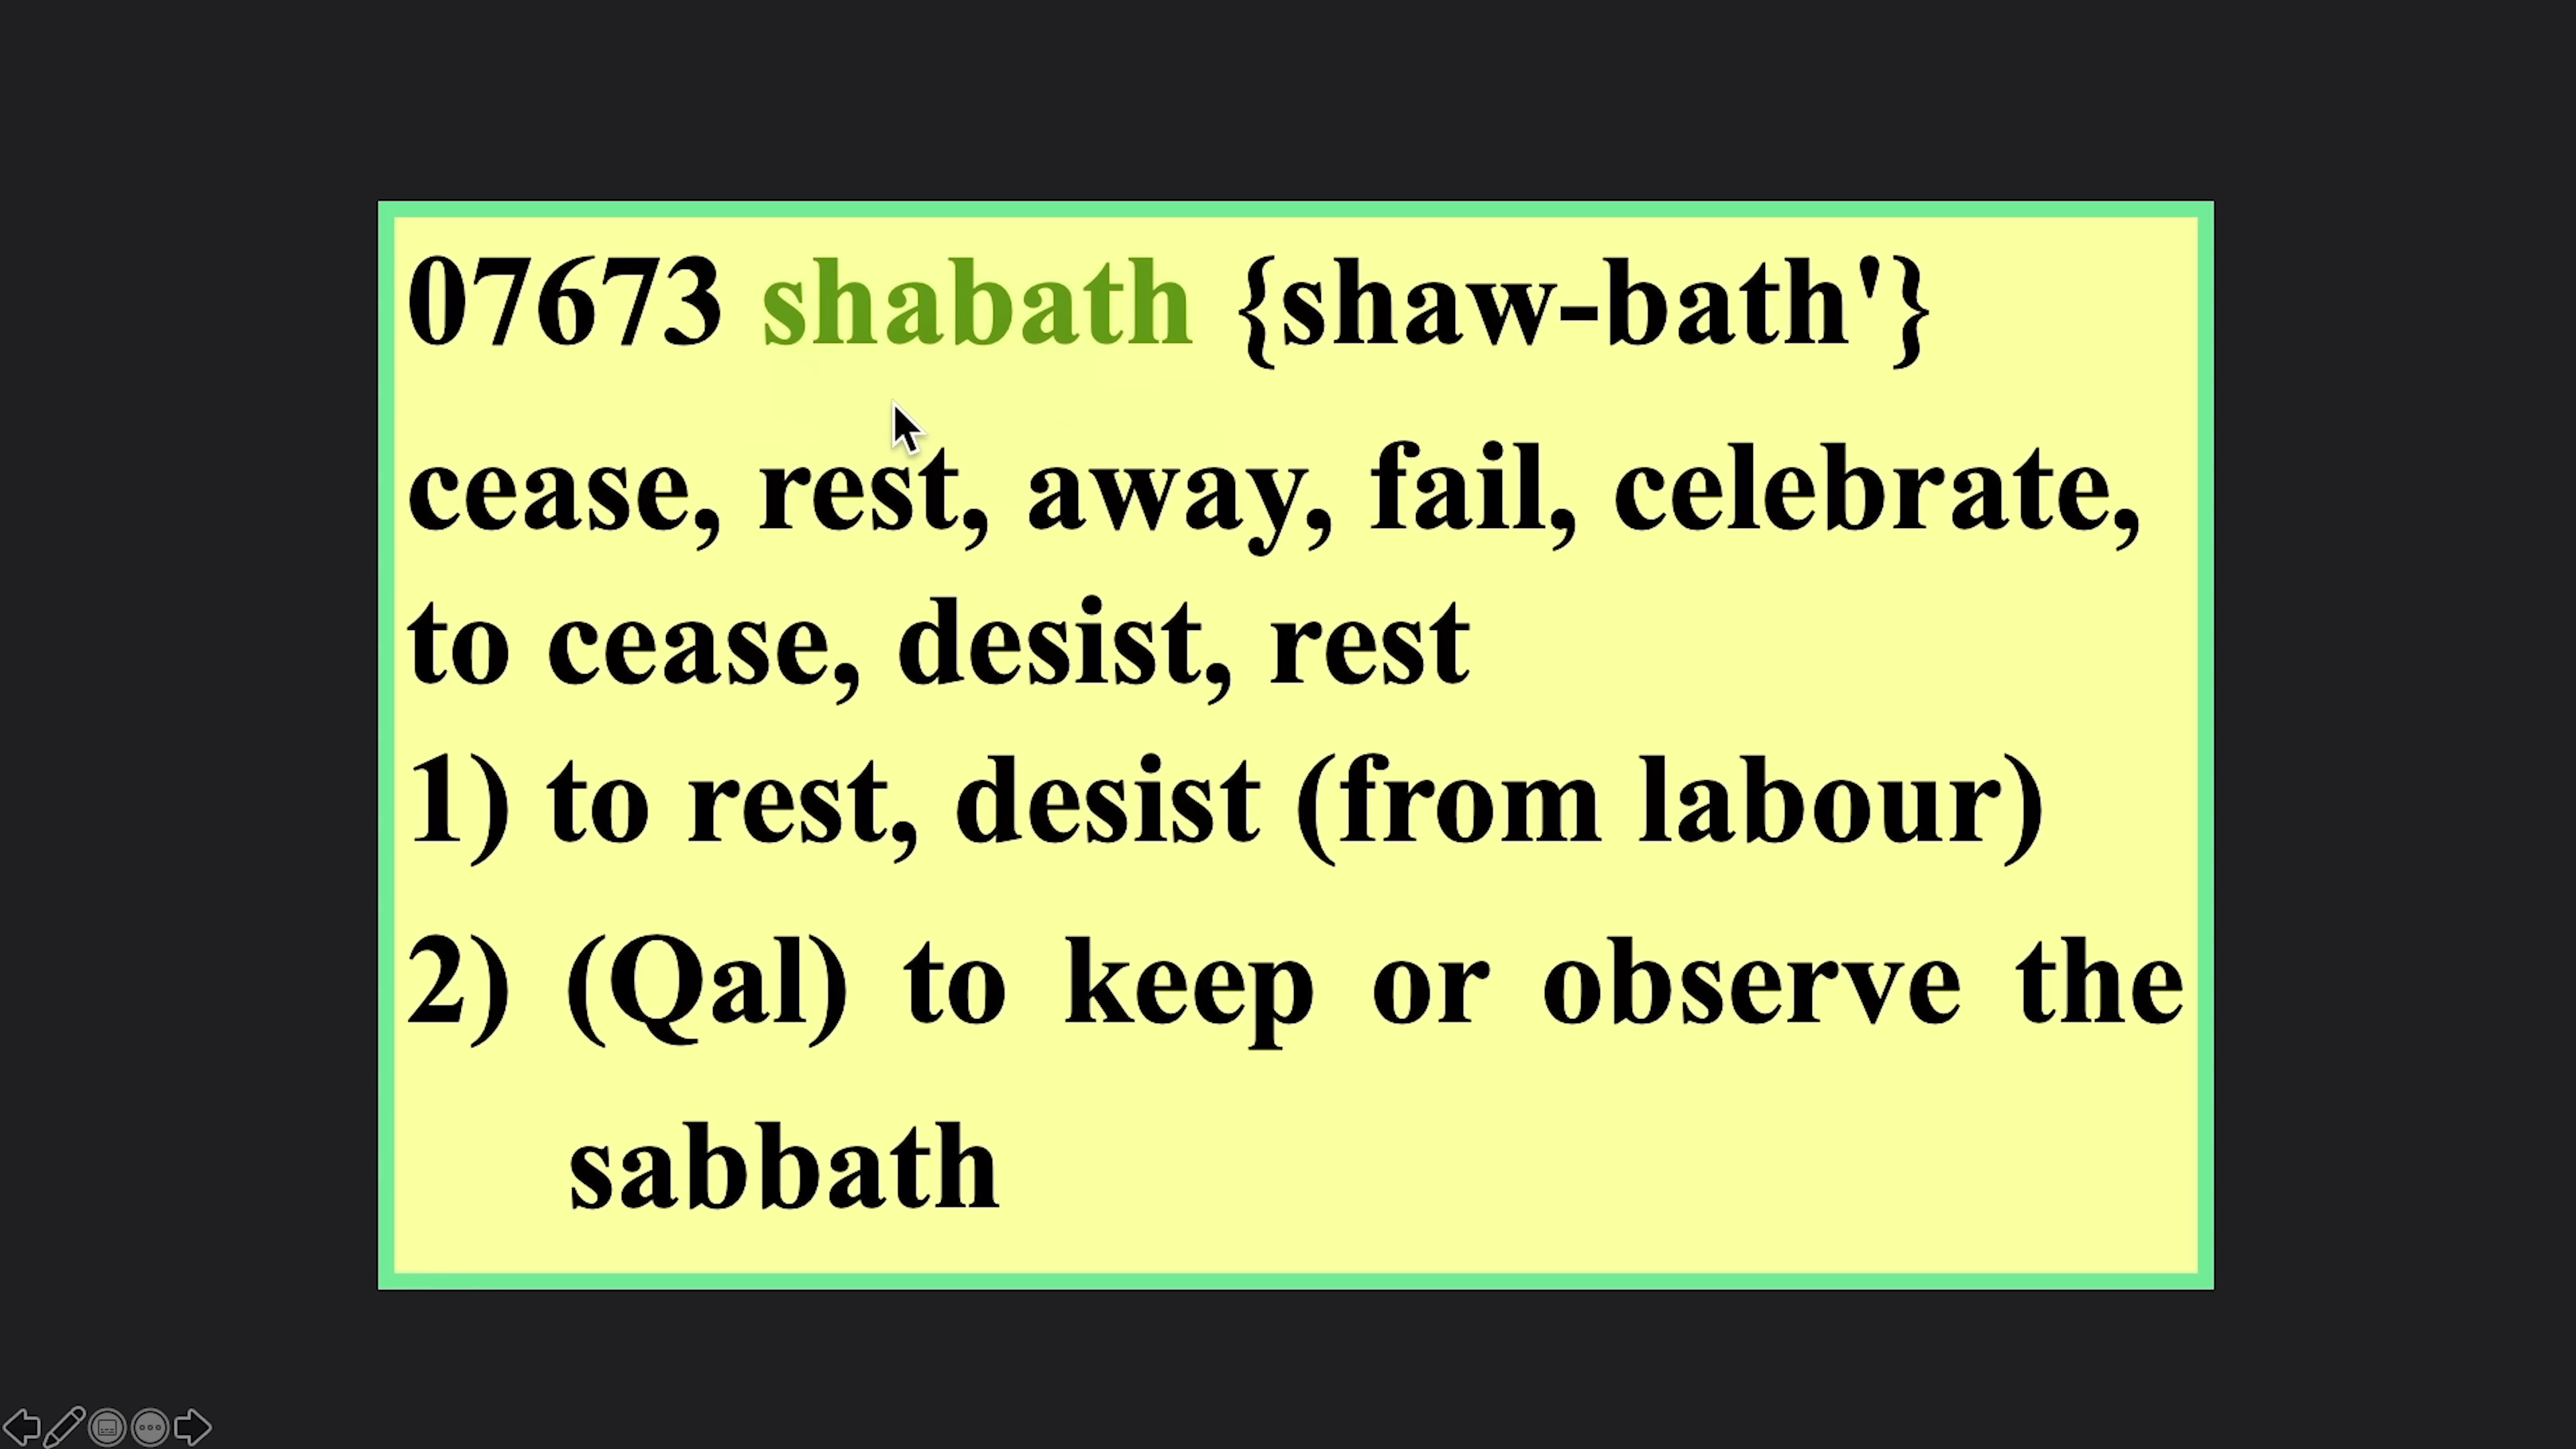 07673 shabath {shaw-bath'}
cease, rest, away, fail, celebrate,
to cease, desist, rest
1) to rest, desist (from labour)
2) (Qal) to keep or observe the
sabbath